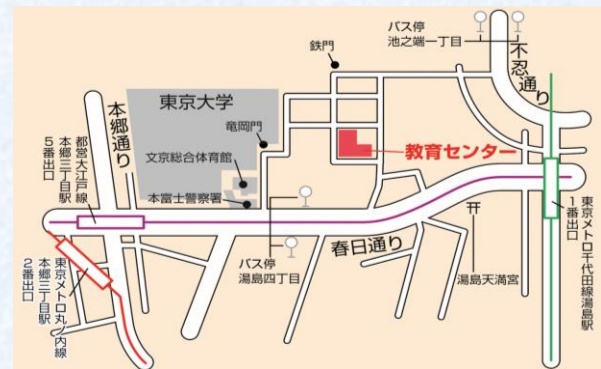 バス停
池之端一丁目
不忍通り
鉄門
東京大学
本郷通り
竜岡門
文京総合体育館
教育センター
都営大江戸線
本郷三丁目駅
5番出口
本富士警察署
東京メトロ千代田線湯島駅
1番出口
春日通り
バス停
湯島四丁目
湯島天満宮
東京メトロ丸ノ内線
本郷三丁目駅
2番出口